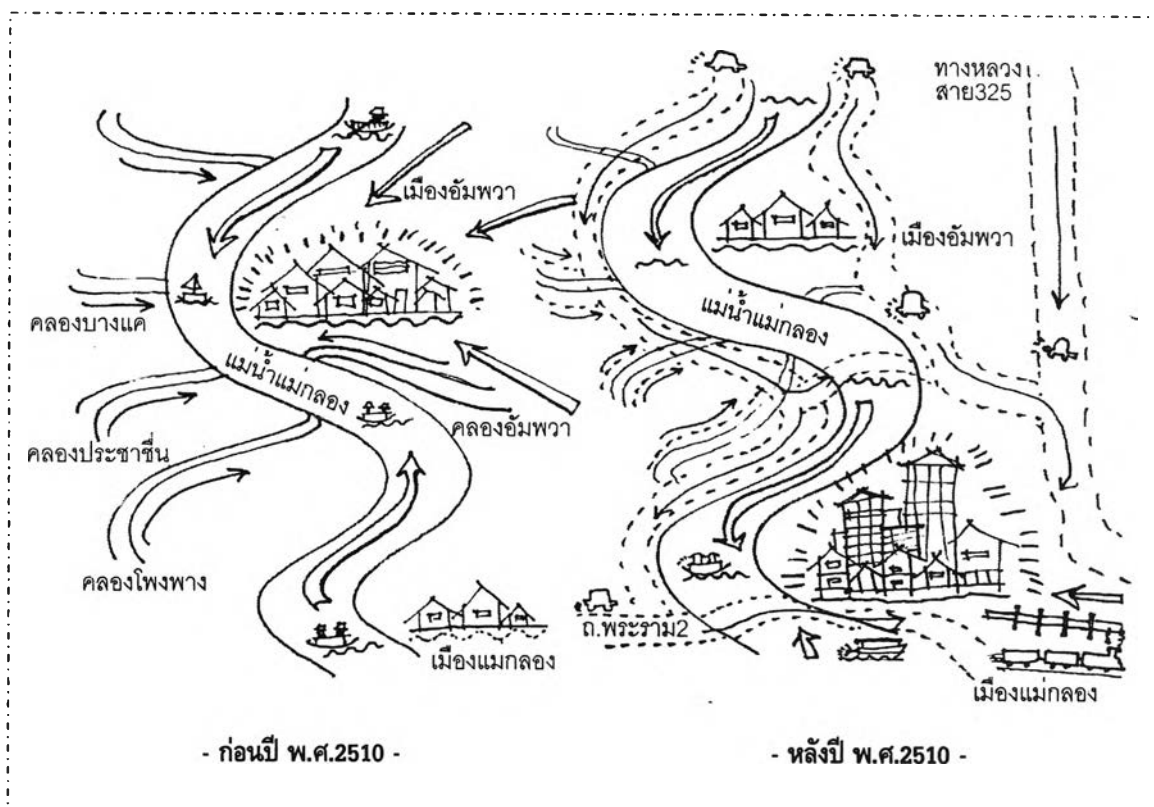 เมืองอัมพวา
คลองบางแค
แม่น้ำแม่กลอง
คลองอัมพวา
คลองประชาชื่น
คลองโพงพาง
เมืองแม่กลอง
- ก่อนปี พ.ศ.2510 -
ทางหลวง
สาย325
เมืองอัมพวา
แม่น้ำแม่กลอง
ถ.พระราม2
เมืองแม่กลอง
- หลังปี พ.ศ.2510 -